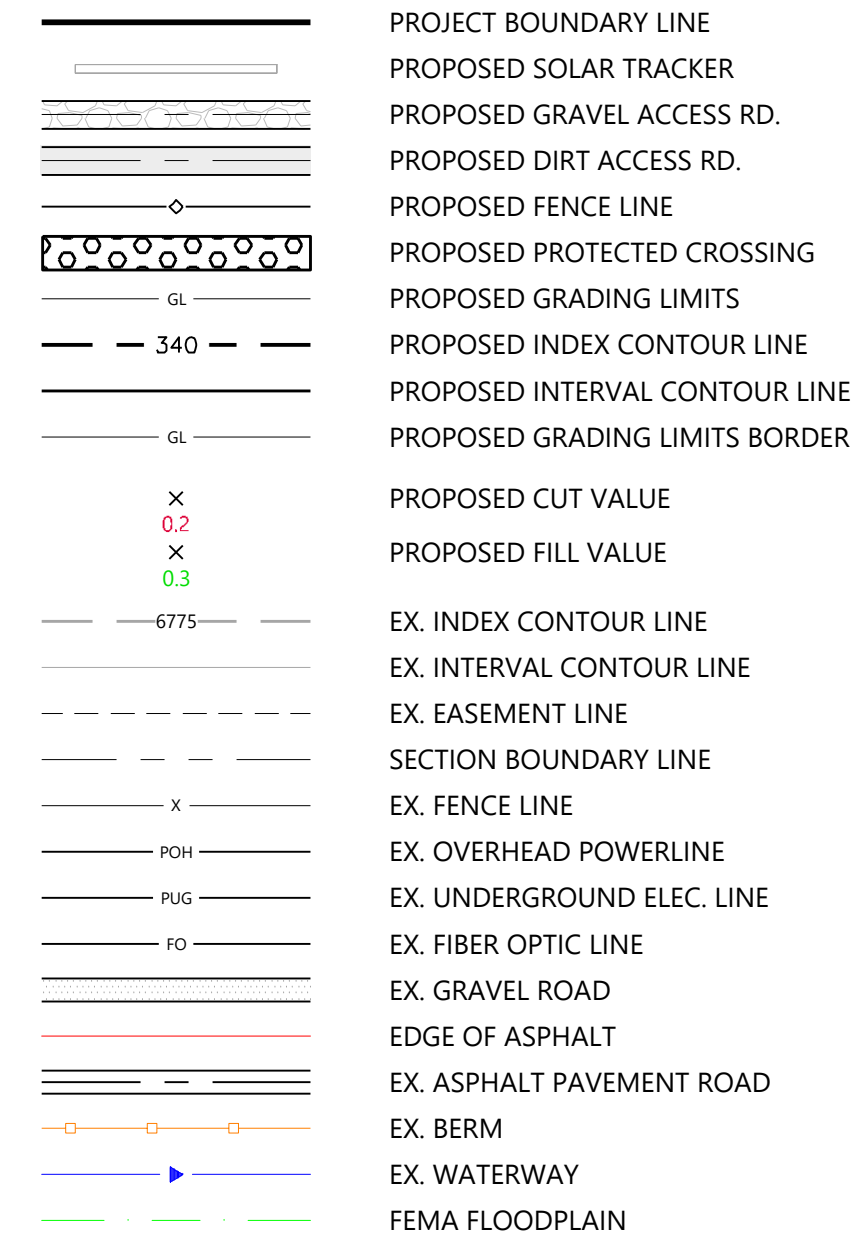 PROJECT BOUNDARY LINE
PROPOSED SOLAR TRACKER
PROPOSED GRAVEL ACCESS RD.
PROPOSED DIRT ACCESS RD.
PROPOSED FENCE LINE
PROPOSED PROTECTED CROSSING
GL PROPOSED GRADING LIMITS
340 PROPOSED INDEX CONTOUR LINE
PROPOSED INTERVAL CONTOUR LINE
GL PROPOSED GRADING LIMITS BORDER
PROPOSED CUT VALUE
0.2
PROPOSED FILL VALUE
0.3
6775 EX. INDEX CONTOUR LINE
EX. INTERVAL CONTOUR LINE
EX. EASEMENT LINE
SECTION BOUNDARY LINE
X EX. FENCE LINE
POH EX. OVERHEAD POWERLINE
PUG EX. UNDERGROUND ELEC. LINE
FO EX. FIBER OPTIC LINE
EX. GRAVEL ROAD
EDGE OF ASPHALT
EX. ASPHALT PAVEMENT ROAD
EX. BERM
EX. WATERWAY
FEMA FLOODPLAIN